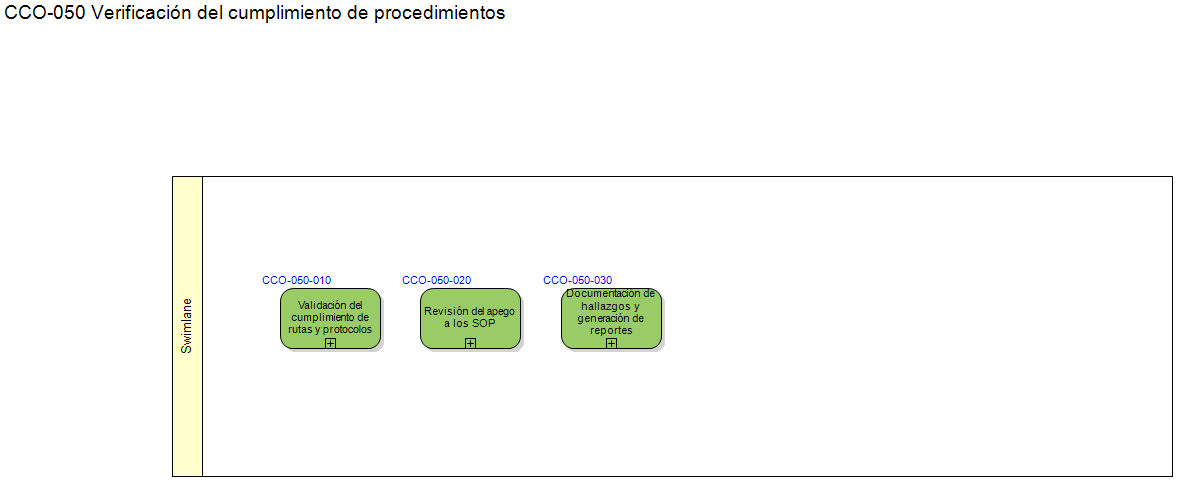 CCO-050 Verificación del cumplimiento de procedimientos
Swimlane
CCO-050-010
Validación del
cumplimiento de
rutas y protocolos
CCO-050-020
Revisión del apego
a los SOP
CCO-050-030
Documentación de
hallazgos y
generación de
reportes